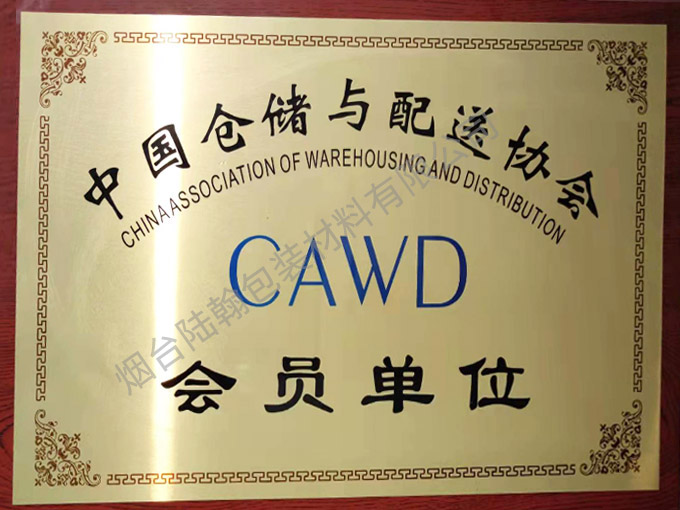 中国仓储与配送协会
CHINA ASSOCIATION OF WAREHOUSING AND DISTRIBUTION
CAWD
会员单位
烟台陆翰包装材料有限公司